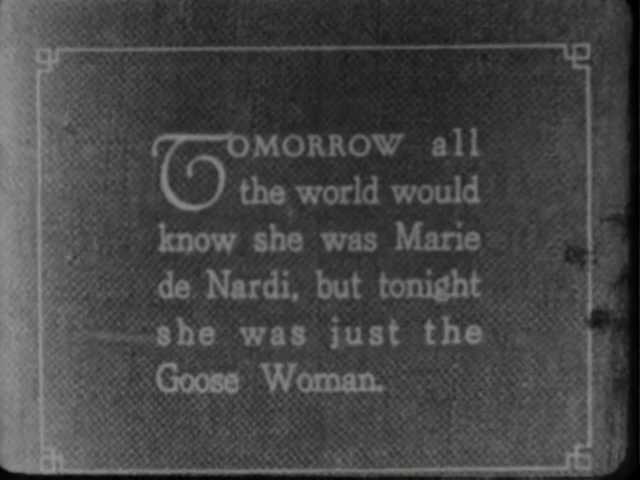 TOMORROW all
the world would
know she was Marie
de Nardi, but tonight
she was just the
Goose Woman.